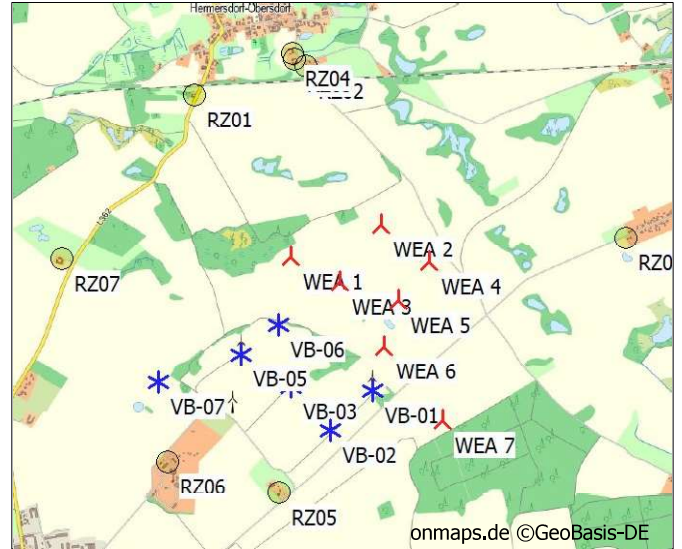 Hermersdorf-Obersdorf
RZ04
RZ01
L362
WEA 2
RZ0
RZ07
WEA 1
WEA 4
WEA 3
WEA 5
VB-06
WEA 6
VB-05
VB-07
VB-03
VB-01
VB-02
WEA 7
RZ06
RZ05
onmaps.de ©GeoBasis-DE